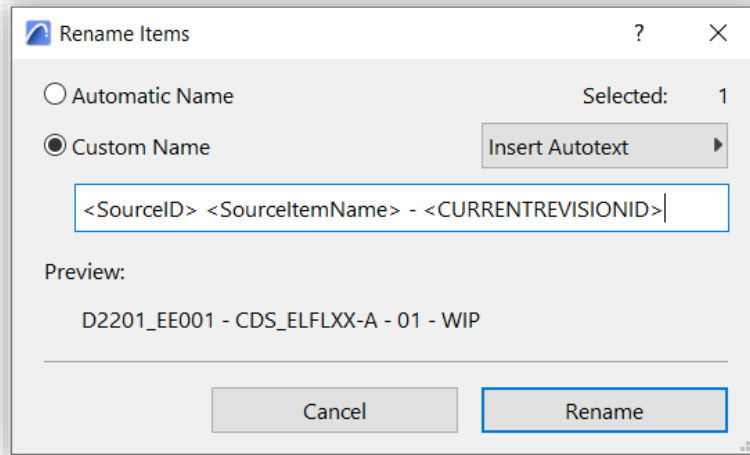 Rename Items
? ×
Automatic Name
Selected: 1
Custom Name
Insert Autotext
<SourceID> <SourceItemName> - <CURRENTREVISIONID>
Preview:
D2201_EE001 - CDS_ELFLXX-A - 01 - WIP
Cancel
Rename